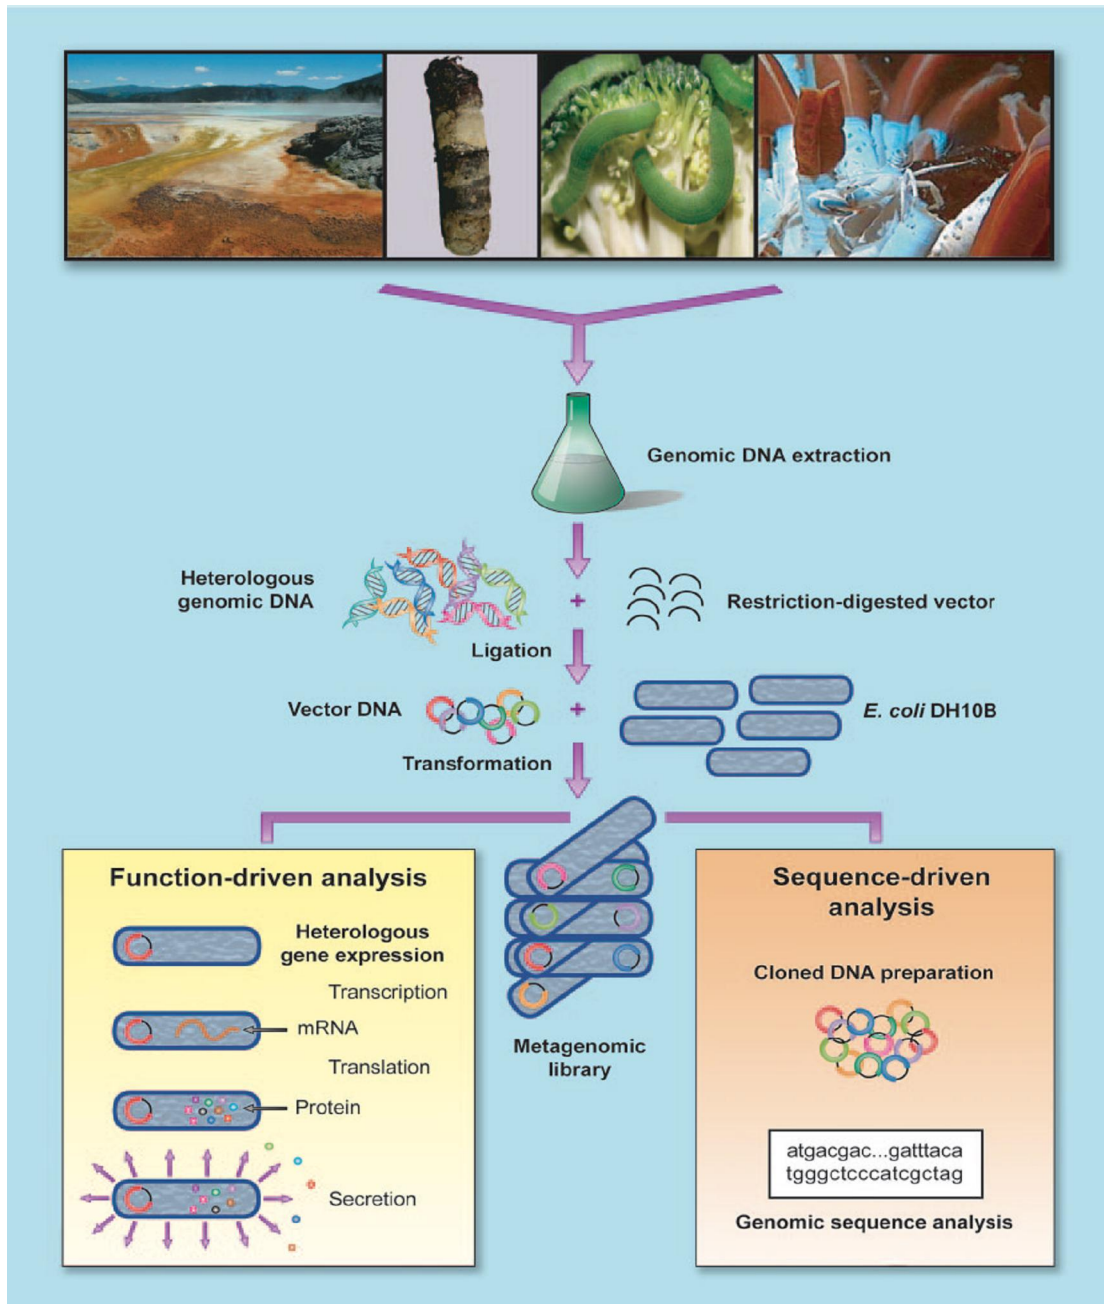 Genomic DNA extraction
Heterologous
genomic DNA
+
Restriction-digested vector
Ligation
Vector DNA
+
E. coli DH10B
Transformation
Function-driven analysis
Heterologous
gene expression
Transcription
mRNA
Translation
Protein
Secretion
Metagenomic
library
Sequence-driven
analysis
Cloned DNA preparation
atgacgac...gatttaca
tgggctcccatcgctag
Genomic sequence analysis